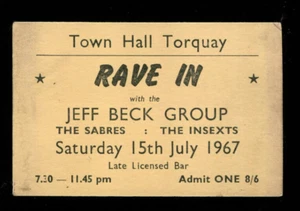 Town Hall Torquay
★ RAVE IN ★
with the
JEFF BECK GROUP
THE SABRES : THE INSEXTS
Saturday 15th July 1967
Late Licensed Bar
7.30 — 11.45 pm Admit ONE 8/6